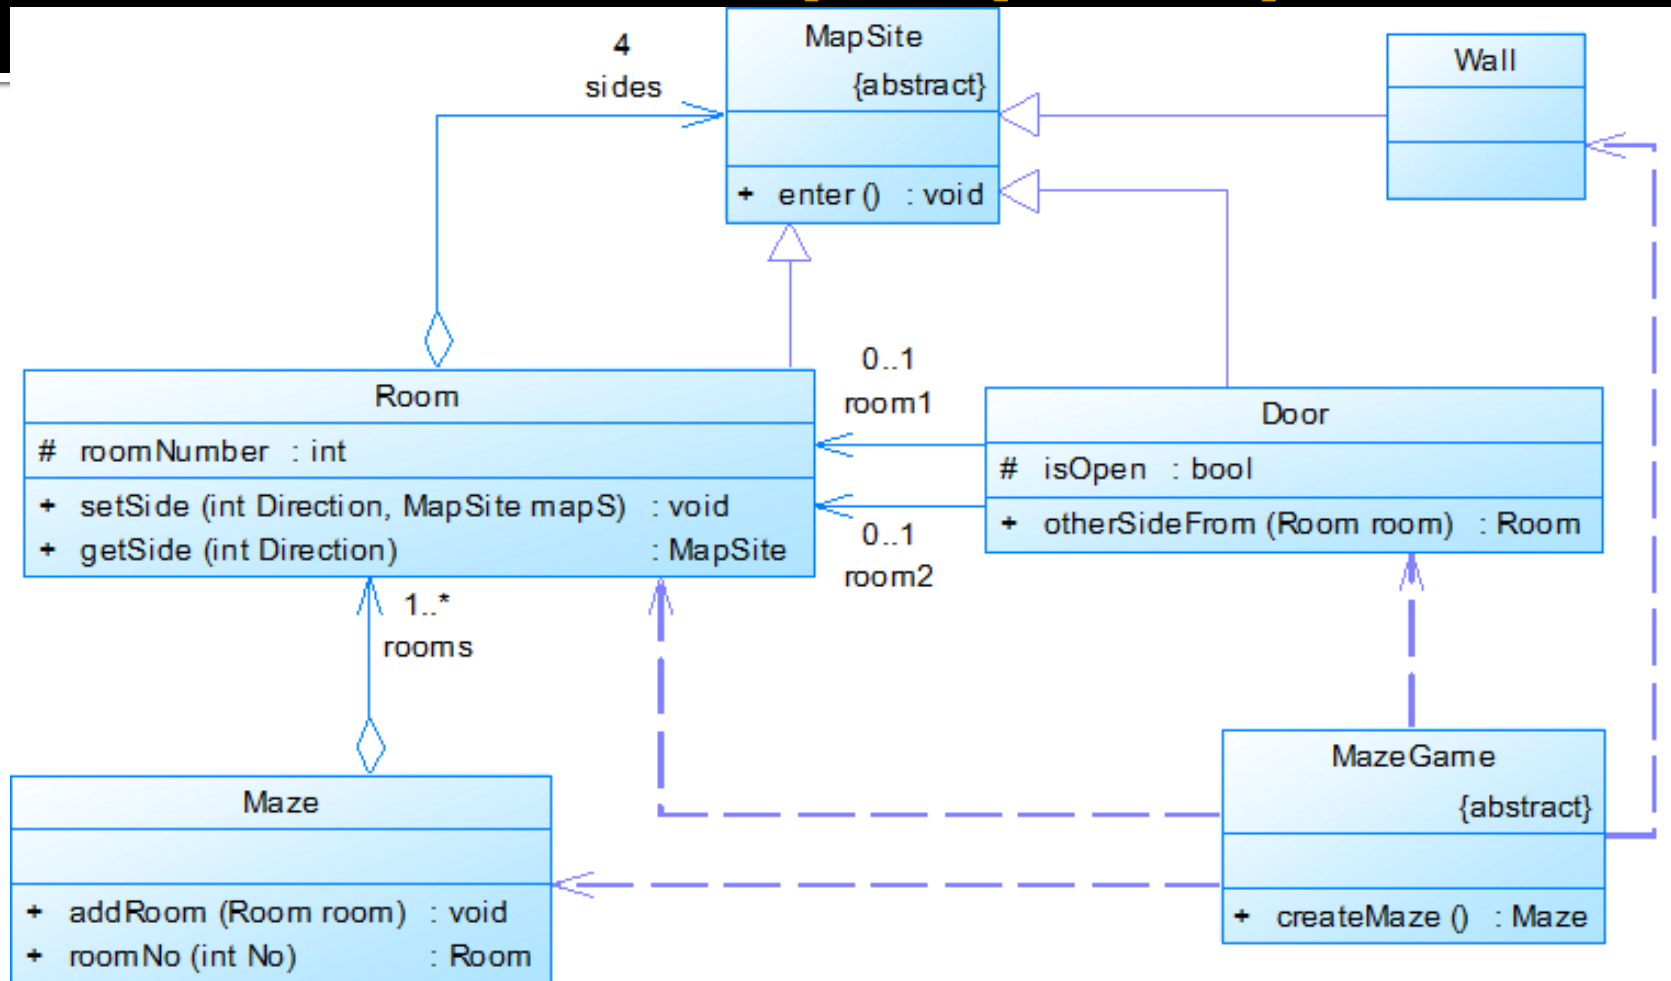 4
sides
MapSite
{abstract}
+ enter () : void
Wall
Room
# roomNumber : int
+ setSide (int Direction, MapSite mapS) : void
+ getSide (int Direction) : MapSite
0..1
room1
0..1
room2
Door
# isOpen : bool
+ otherSideFrom (Room room) : Room
1..*
rooms
Maze
+ addRoom (Room room) : void
+ roomNo (int No) : Room
MazeGame
{abstract}
+ createMaze () : Maze